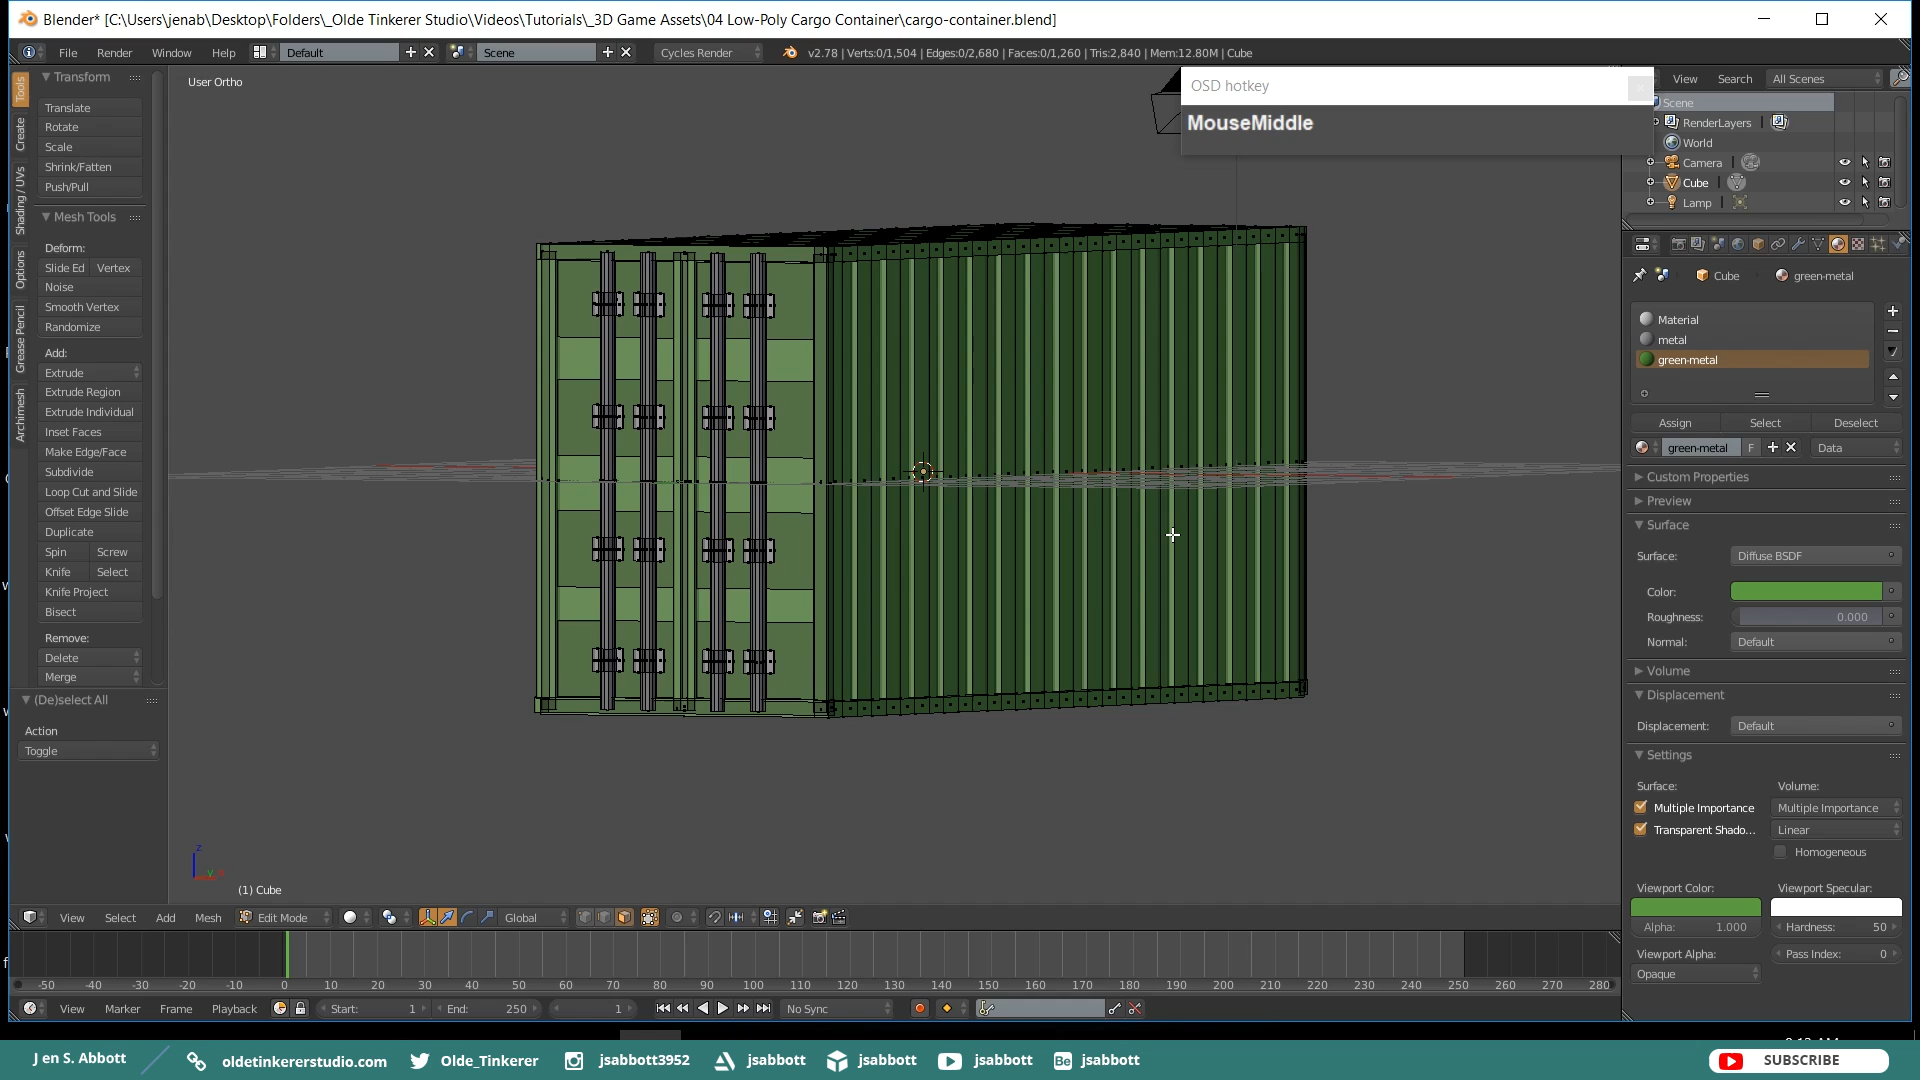 Blender* [C:\Users\jenab\Desktop\Folders\_Olde Tinkerer Studio\Videos\Tutorials\_3D Game Assets\04 Low-Poly Cargo Container\cargo-container.blend]
File Render Window Help Default Scene Cycles Render v2.78 | Verts:0/1,504 | Edges:0/2,680 | Faces:0/1,260 | Tris:2,840 | Mem:12.80M | Cube
Tools
Create
Shading / UVs
Options
Grease Pencil
Archimesh
Transform
Translate
Rotate
Scale
Shrink/Fatten
Push/Pull
Mesh Tools
Deform:
Slide Ed Vertex
Noise
Smooth Vertex
Randomize
Add:
Extrude
Extrude Region
Extrude Individual
Inset Faces
Make Edge/Face
Subdivide
Loop Cut and Slide
Offset Edge Slide
Duplicate
Spin Screw
Knife Select
Knife Project
Bisect
Remove:
Delete
Merge
(De)select All
Action
Toggle
User Ortho
OSD hotkey
MouseMiddle
z
y
(1) Cube
View Search All Scenes
Scene
RenderLayers
World
Camera
Cube
Lamp
Cube green-metal
Material
metal
green-metal
Assign Select Deselect
green-metal F Data
Custom Properties
Preview
Surface
Surface: Diffuse BSDF
Color:
Roughness: 0.000
Normal: Default
Volume
Displacement
Displacement: Default
Settings
Surface: Volume:
Multiple Importance Multiple Importance
Transparent Shado... Linear
Homogeneous
Viewport Color: Viewport Specular:
Alpha: 1.000 Hardness: 50
Viewport Alpha: Pass Index: 0
Opaque
View Select Add Mesh Edit Mode Global
-50 -40 -30 -20 -10 0 10 20 30 40 50 60 70 80 90 100 110 120 130 140 150 160 170 180 190 200 210 220 230 240 250 260 270 280
View Marker Frame Playback Start: 1 End: 250 1 No Sync
J en S. Abbott oldetinkererstudio.com Olde_Tinkerer jsabbott3952 jsabbott jsabbott jsabbott Be jsabbott SUBSCRIBE